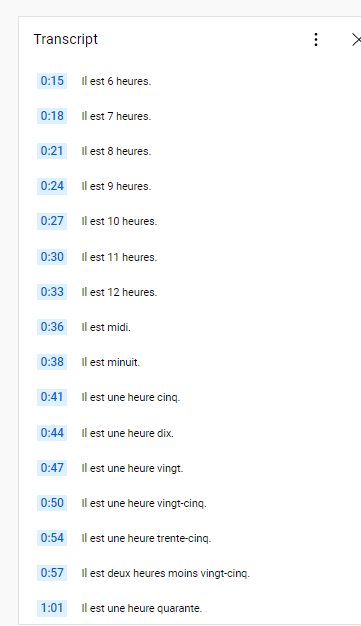 Transcript
0:15 Il est 6 heures.
0:18 Il est 7 heures.
0:21 Il est 8 heures.
0:24 Il est 9 heures.
0:27 Il est 10 heures.
0:30 Il est 11 heures.
0:33 Il est 12 heures.
0:36 Il est midi.
0:38 Il est minuit.
0:41 Il est une heure cinq.
0:44 Il est une heure dix.
0:47 Il est une heure vingt.
0:50 Il est une heure vingt-cinq.
0:54 Il est une heure trente-cinq.
0:57 Il est deux heures moins vingt-cinq.
1:01 Il est une heure quarante.